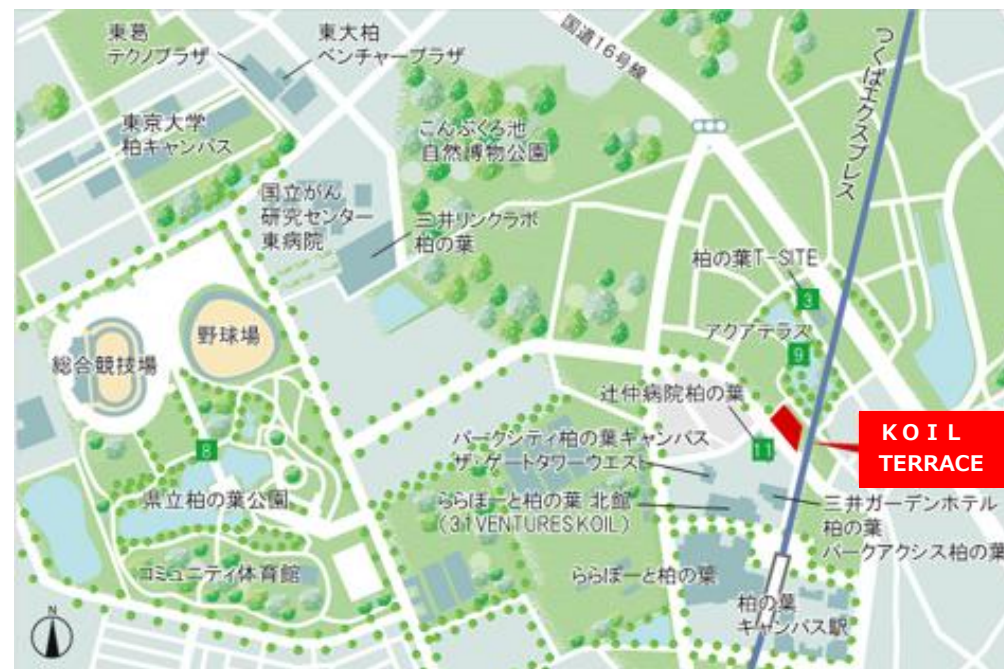 東葛
テクノプラザ
東大柏
ベンチャープラザ
国道16号線
つくばエクスプレス
東京大学
柏キャンパス
こんぶくろ池
自然博物公園
国立がん
研究センター
東病院
三井リンクラボ
柏の葉
柏の葉T-SITE
3
アクアテラス
9
野球場
総合競技場
辻仲病院柏の葉
11
KOIL
TERRACE
パークシティ柏の葉キャンパス
ザ・ゲートタワーウエスト
8
県立柏の葉公園
ららぽーと柏の葉 北館
(31VENTURES KOIL)
三井ガーデンホテル
柏の葉
パークアクシス柏の葉
コミュニティ体育館
ららぽーと柏の葉
柏の葉
キャンパス駅
N